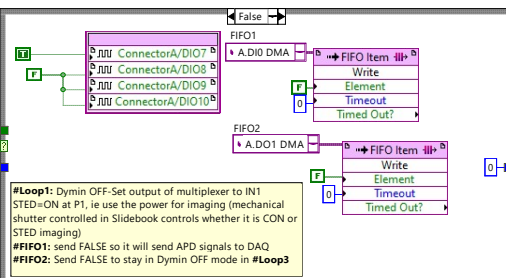 False
FIFO1
T
ConnectorA/DIO7
F
ConnectorA/DIO8
ConnectorA/DIO9
ConnectorA/DIO10
A.DI0 DMA
FIFO Item
Write
F
Element
0
Timeout
Timed Out?
FIFO2
A.DO1 DMA
FIFO Item
Write
F
Element
0
Timeout
Timed Out?
?
0
#Loop1: Dymin OFF-Set output of multiplexer to IN1
STED=ON at P1, ie use the power for imaging (mechanical
shutter controlled in Slidebook controls whether it is CON or
STED imaging)
#FIFO1: send FALSE so it will send APD signals to DAQ
#FIFO2: Send FALSE to stay in Dymin OFF mode in #Loop3